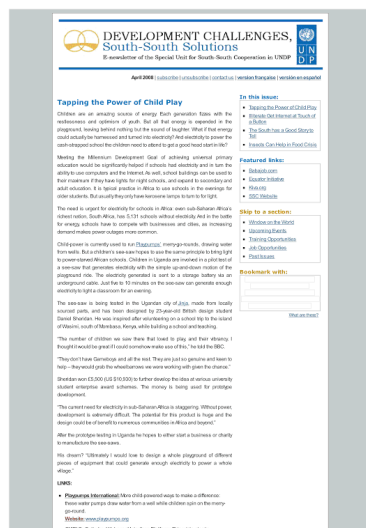 DEVELOPMENT CHALLENGES,
South-South Solutions
E-newsletter of the Special Unit for South-South Cooperation in UNDP
UN
DP
April 2008 | subscribe | unsubscribe | contact us | version française | versión en español
Tapping the Power of Child Play
Children are an amazing source of energy. Each generation fizzes with the
restlessness and optimism of youth. But all that energy is expended in the
playground, leaving behind nothing but the sound of laughter. What if that energy
could actually be harnessed and turned into electricity? And electricity to power the
cash-strapped school the children need to attend to get a good head start in life?
Meeting the Millennium Development Goal of achieving universal primary
education would be significantly helped if schools had electricity and in turn the
ability to use computers and the Internet. As well, school buildings can be used to
their maximum if they have lights for night schools, and expand to secondary and
adult education. It is typical practice in Africa to use schools in the evenings for
older students. But usually they only have kerosene lamps to turn to for light.
The need is urgent for electricity for schools in Africa: even sub-Saharan Africa's
richest nation, South Africa, has 5,131 schools without electricity. And in the battle
for energy, schools have to compete with businesses and cities, as increasing
demand makes power outages more common.
Child-power is currently used to run Playpumps' merry-go-rounds, drawing water
from wells. But a children's see-saw hopes to use the same principle to bring light
to power-starved African schools. Children in Uganda are involved in a pilot test of
a see-saw that generates electricity with the simple up-and-down motion of the
playground ride. The electricity generated is sent to a storage battery via an
underground cable. Just five to 10 minutes on the see-saw can generate enough
electricity to light a classroom for an evening.
The see-saw is being tested in the Ugandan city of Jinja, made from locally
sourced parts, and has been designed by 23-year-old British design student
Daniel Sheridan. He was inspired after volunteering on a school trip to the island
of Wasini, south of Mombasa, Kenya, while building a school and teaching.
"The number of children we saw there that loved to play and their vibrancy. I
thought it would be great if I could somehow make use of this," he told the BBC.
"They don't have Gameboys and all the rest. They are just so genuine and keen to
help – they would grab the wheelbarrows we were working with given the chance."
Sheridan won £5,500 (US $10,930) to further develop the idea at various university
student enterprise award schemes. The money is being used for prototype
development.
"The current need for electricity in sub-Saharan Africa is staggering. Without power,
development is extremely difficult. The potential for this product is huge and the
design could be of benefit to numerous communities in Africa and beyond."
After the prototype testing in Uganda he hopes to either start a business or charity
to manufacture the see-saws.
His dream? "Ultimately I would love to design a whole playground of different
pieces of equipment that could generate enough electricity to power a whole
village."
LINKS:
Playpumps International: More child-powered ways to make a difference:
these water pumps draw water from a well while children spin on the merry-
go-round.
Website: www.playpumps.org
In this issue:
Tapping the Power of Child Play
Illiterate Get Internet at Touch of
a Button
The South has a Good Story to
Tell
Insects Can Help in Food Crisis
Featured links:
Babajob.com
Equator Initiative
Kiva.org
SSC Website
Skip to a section:
Window on the World
Upcoming Events
Training Opportunities
Job Opportunities
Past Issues
Bookmark with:
What are these?